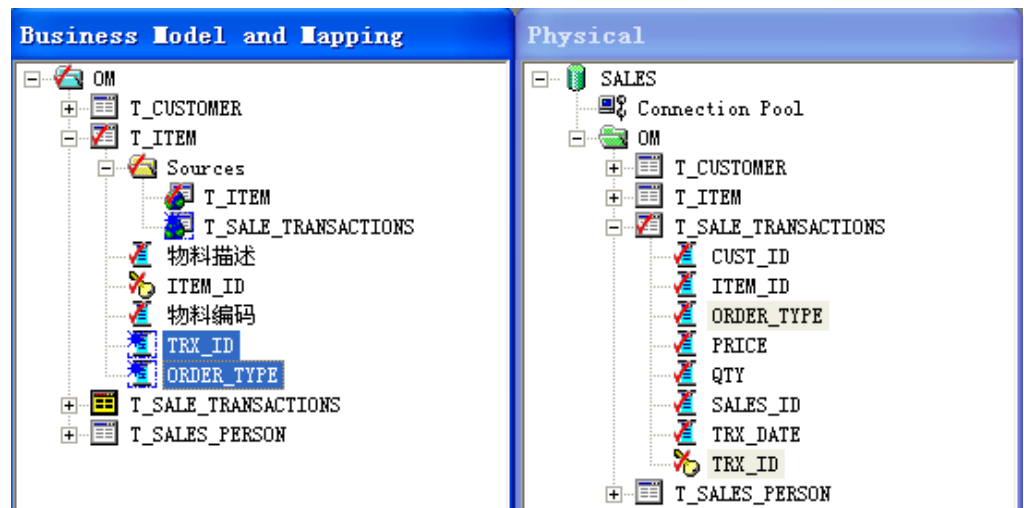 Business Model and Mapping
OM
T_CUSTOMER
T_ITEM
Sources
T_ITEM
T_SALE_TRANSACTIONS
物料描述
ITEM_ID
物料编码
TRX_ID
ORDER_TYPE
T_SALE_TRANSACTIONS
T_SALES_PERSON
Physical
SALES
Connection Pool
OM
T_CUSTOMER
T_ITEM
T_SALE_TRANSACTIONS
CUST_ID
ITEM_ID
ORDER_TYPE
PRICE
QTY
SALES_ID
TRX_DATE
TRX_ID
T_SALES_PERSON